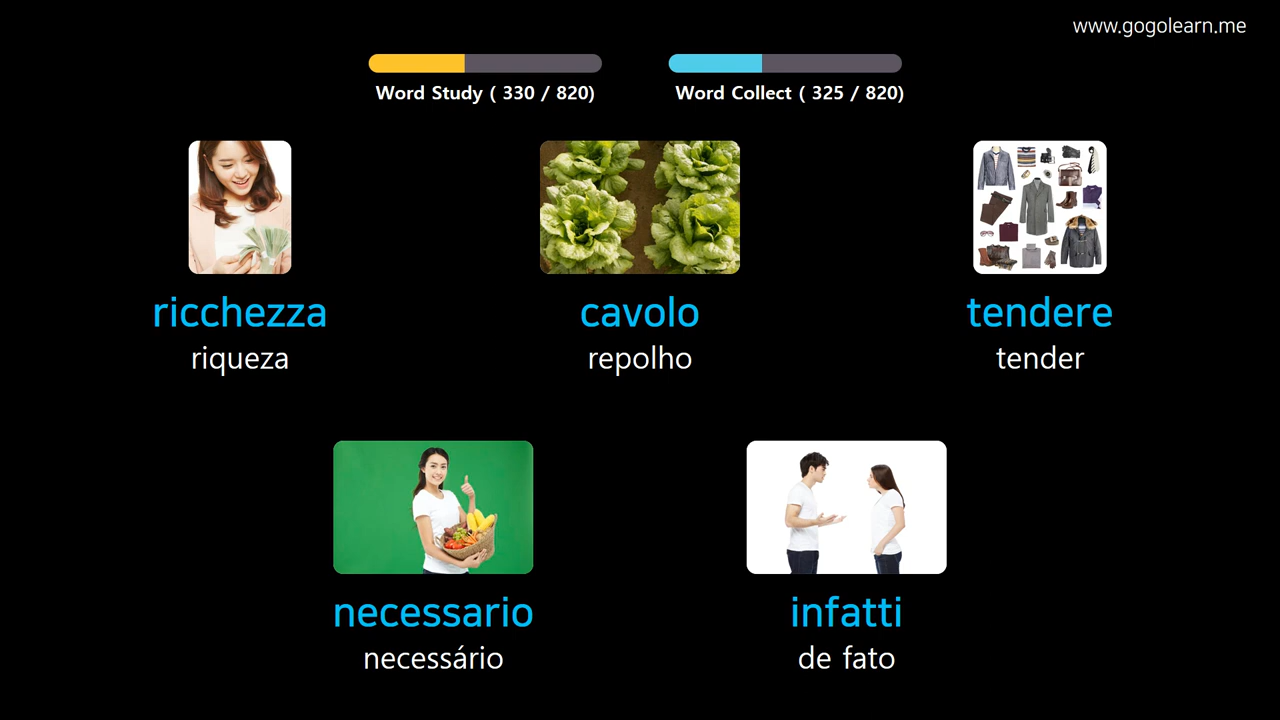 www.gogolearn.me
Word Study ( 330 / 820)
Word Collect ( 325 / 820)
ricchezza
riqueza
cavolo
repolho
tendere
tender
necessario
necessário
infatti
de fato